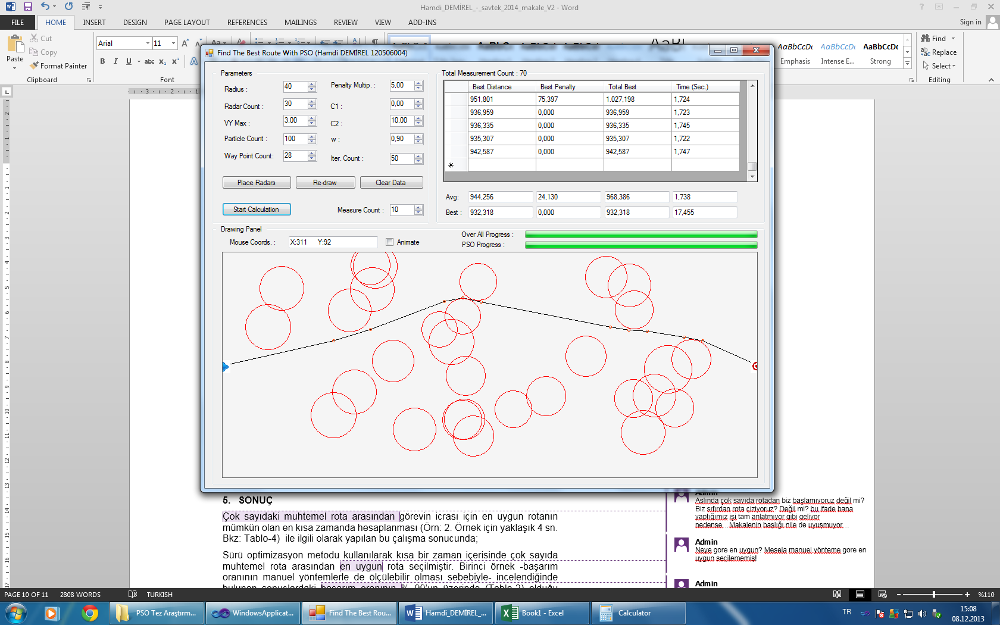 Hamdi_DEMİREL_-_savtek_2014_makale_V2 - Word
FILE HOME INSERT DESIGN PAGE LAYOUT REFERENCES MAILINGS REVIEW VIEW ADD-INS Sign in
Paste
Cut
Copy
Format Painter
Clipboard
Arial 11
B I U abc x₂ x²
Font
AaBbCcDc AaBbCcDc AaBbCcDc
Emphasis Intense E... Strong
Find
Replace
Select
Editing
Find The Best Route With PSO (Hamdi DEMİREL 120506004)
Parameters
Radius : 40
Radar Count : 30
VY Max : 3,00
Particle Count : 100
Way Point Count: 28
Penalty Multip. : 5,00
C1 : 0,00
C2 : 10,00
w : 0,90
Iter. Count : 50
Place Radars Re-draw Clear Data
Start Calculation Measure Count : 10
Total Measurement Count : 70
Best Distance Best Penalty Total Best Time (Sec.)
951,801 75,397 1.027,198 1,724
936,959 0,000 936,959 1,723
936,335 0,000 936,335 1,745
935,307 0,000 935,307 1,722
942,587 0,000 942,587 1,747
Avg: 944,256 24,130 968,386 1,738
Best : 932,318 0,000 932,318 17,455
Drawing Panel
Mouse Coords. : X:311 Y:92 Animate
Over All Progress :
PSO Progress :
5. SONUÇ
Çok sayıdaki muhtemel rota arasından görevin icrası için en uygun rotanın
mümkün olan en kısa zamanda hesaplanması (Örn: 2. Örnek için yaklaşık 4 sn.
Bkz: Tablo-4) ile ilgili olarak yapılan bu çalışma sonucunda;
Sürü optimizasyon metodu kullanılarak kısa bir zaman içerisinde çok sayıda
muhtemel rota arasından en uygun rota seçilmiştir. Birinci örnek -başarım
oranının manuel yöntemlerle de ölçülebilir olması sebebiyle- incelendiğinde
bulunan sonuçlardaki başarım oranının % 99'un üzerinde (Tablo-2) olduğu
Admin
Aslında çok sayıda rotadan biz başlamıyoruz değil mi?
Biz sıfırdan rota çiziyoruz? Değil mi? bu ifade bana
yaptığımız işi tam anlatmıyor gibi geliyor
nedense…Makalenin başlığı nile de uyuşmuyor…
Admin
Neye göre en uygun? Mesela manuel yönteme gore en
uygun seçilememiş!
Admin
PAGE 10 OF 11 2808 WORDS TURKISH %110
PSO Tez Araştırm... WindowsApplicat... Find The Best Rou... Hamdi_DEMİREL_... Book1 - Excel Calculator
TR
15:08
08.12.2013